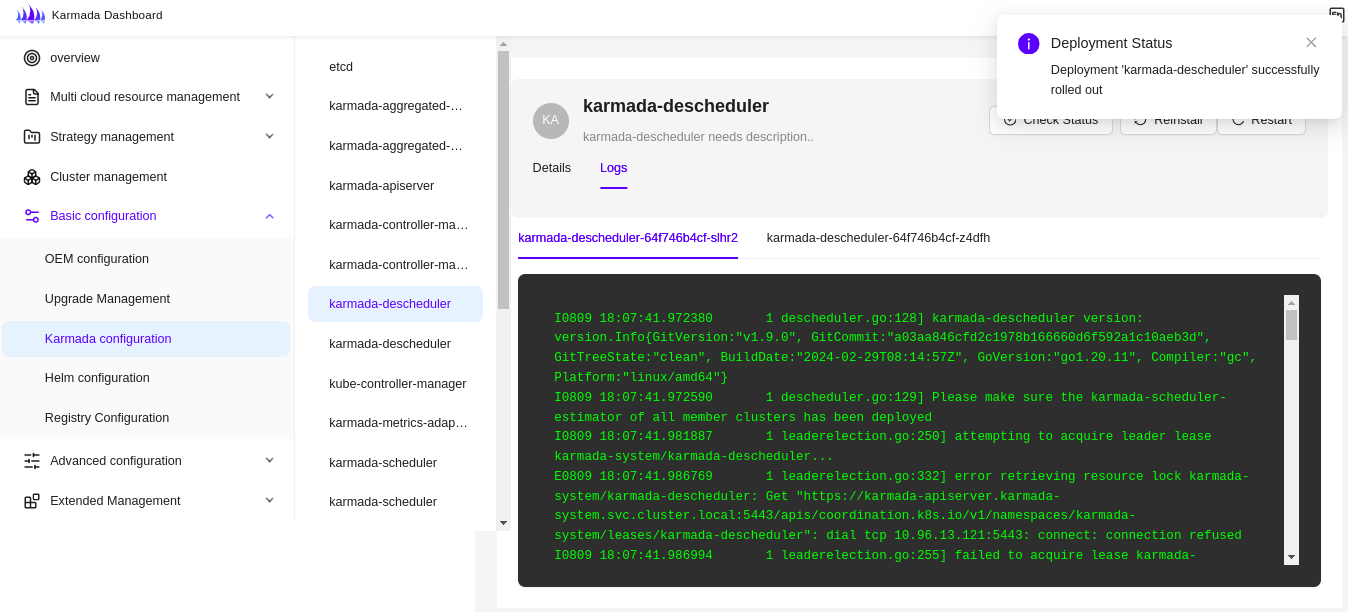 Karmada Dashboard
overview
Multi cloud resource management
Strategy management
Cluster management
Basic configuration
OEM configuration
Upgrade Management
Karmada configuration
Helm configuration
Registry Configuration
Advanced configuration
Extended Management
etcd
karmada-aggregated-…
karmada-aggregated-…
karmada-apiserver
karmada-controller-ma…
karmada-controller-ma…
karmada-descheduler
karmada-descheduler
kube-controller-manager
karmada-metrics-adap…
karmada-scheduler
karmada-scheduler
Deployment Status
Deployment 'karmada-descheduler' successfully
rolled out
KA
karmada-descheduler
karmada-descheduler needs description..
Check Status
Reinstall
Restart
Details
Logs
karmada-descheduler-64f746b4cf-slhr2
karmada-descheduler-64f746b4cf-z4dfh
I0809 18:07:41.972380 1 descheduler.go:128] karmada-descheduler version:
version.Info{GitVersion:"v1.9.0", GitCommit:"a03aa846cfd2c1978b166660d6f592a1c10aeb3d",
GitTreeState:"clean", BuildDate:"2024-02-29T08:14:57Z", GoVersion:"go1.20.11", Compiler:"gc",
Platform:"linux/amd64"}
I0809 18:07:41.972590 1 descheduler.go:129] Please make sure the karmada-scheduler-
estimator of all member clusters has been deployed
I0809 18:07:41.981887 1 leaderelection.go:250] attempting to acquire leader lease
karmada-system/karmada-descheduler...
E0809 18:07:41.986769 1 leaderelection.go:332] error retrieving resource lock karmada-
system/karmada-descheduler: Get "https://karmada-apiserver.karmada-
system.svc.cluster.local:5443/apis/coordination.k8s.io/v1/namespaces/karmada-
system/leases/karmada-descheduler": dial tcp 10.96.13.121:5443: connect: connection refused
I0809 18:07:41.986994 1 leaderelection.go:255] failed to acquire lease karmada-